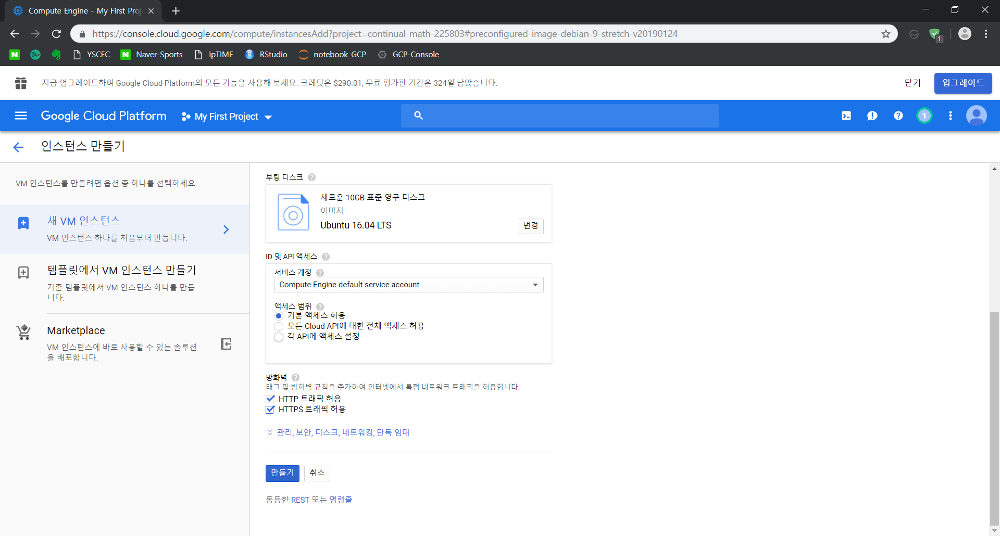 Compute Engine - My First Proj
https://console.cloud.google.com/compute/instancesAdd?project=continual-math-225803#preconfigured-image-debian-9-stretch-v20190124
1
N
YSCEC
N Naver-Sports
ipTIME
R RStudio
notebook_GCP
GCP-Console
지금 업그레이드하여 Google Cloud Platform의 모든 기능을 사용해 보세요. 크레딧은 $290.01, 무료 평가판 기간은 324일 남았습니다.
닫기
업그레이드
Google Cloud Platform
My First Project
1
인스턴스 만들기
VM 인스턴스를 만들려면 옵션 중 하나를 선택하세요.
새 VM 인스턴스
VM 인스턴스 하나를 처음부터 만듭니다.
템플릿에서 VM 인스턴스 만들기
기존 템플릿에서 VM 인스턴스 하나를 만듭
니다.
Marketplace
VM 인스턴스에 바로 사용할 수 있는 솔루션
을 배포합니다.
부팅 디스크
새로운 10GB 표준 영구 디스크
이미지
Ubuntu 16.04 LTS
변경
ID 및 API 액세스
서비스 계정
Compute Engine default service account
액세스 범위
기본 액세스 허용
모든 Cloud API에 대한 전체 액세스 허용
각 API에 액세스 설정
방화벽
태그 및 방화벽 규칙을 추가하여 인터넷에서 특정 네트워크 트래픽을 허용합니다.
HTTP 트래픽 허용
HTTPS 트래픽 허용
관리, 보안, 디스크, 네트워킹, 단독 임대
만들기
취소
동등한 REST 또는 명령줄